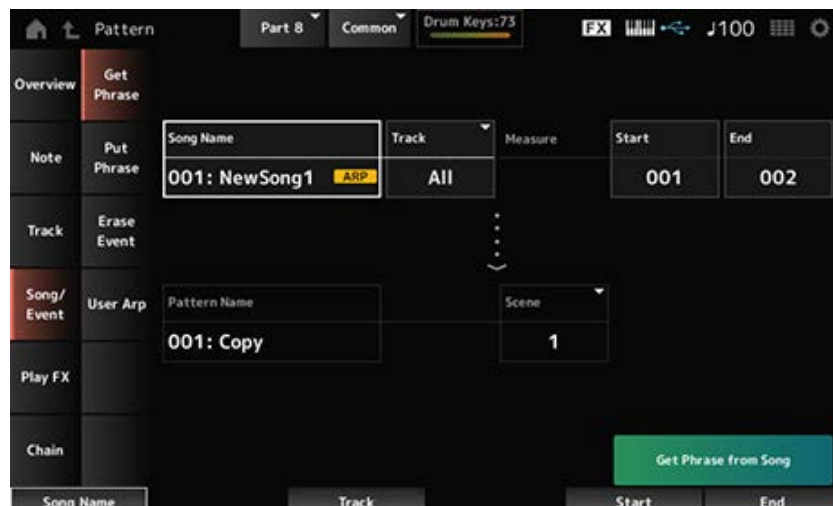 Pattern
Part 8
Common
Drum Keys:73
FX
♩100
Overview
Get
Phrase
Note
Put
Phrase
Track
Erase
Event
Song/
Event
User Arp
Play FX
Chain
Song Name
001: NewSong1 ARP
Track
All
Measure
Start
001
End
002
Pattern Name
001: Copy
Scene
1
Get Phrase from Song
Song Name
Track
Start
End